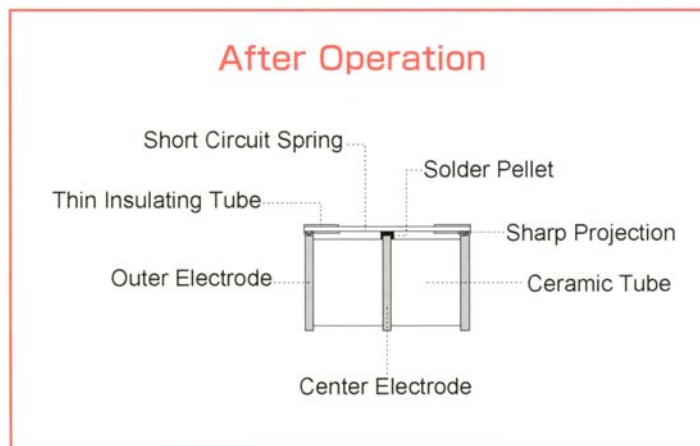 After Operation
Short Circuit Spring
Solder Pellet
Thin Insulating Tube
Sharp Projection
Outer Electrode
Ceramic Tube
Center Electrode